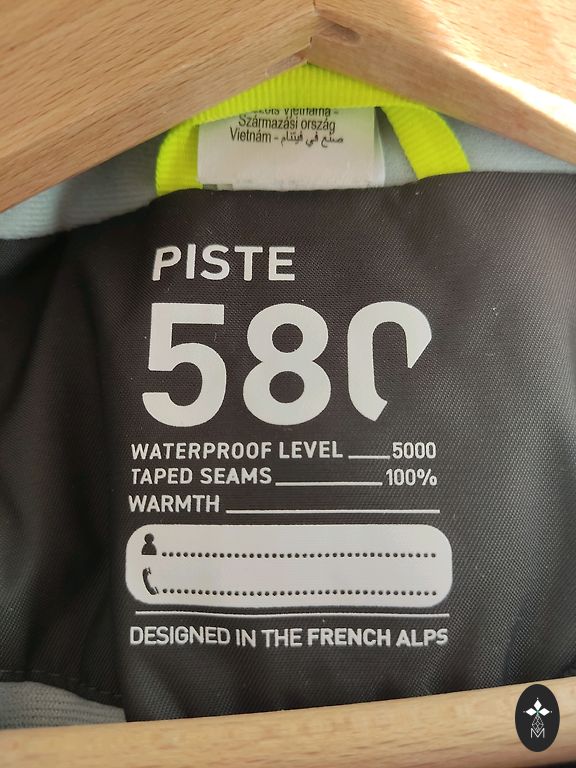 Származási ország
Vietnám - صنع في فيتنام
PISTE
580
WATERPROOF LEVEL 5000
TAPED SEAMS 100%
WARMTH
DESIGNED IN THE FRENCH ALPS
M